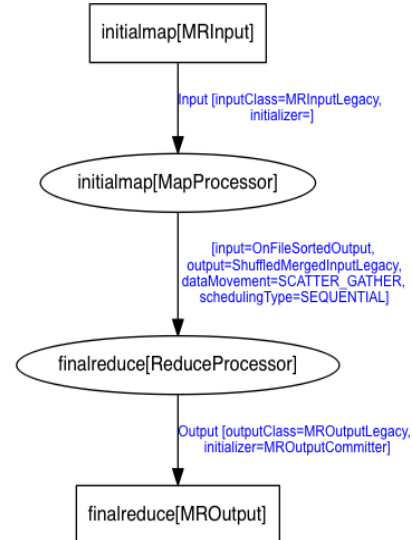 initialmap[MRInput]
Input [inputClass=MRInputLegacy,
initializer=]
initialmap[MapProcessor]
[input=OnFileSortedOutput,
output=ShuffledMergedInputLegacy,
dataMovement=SCATTER_GATHER,
schedulingType=SEQUENTIAL]
finalreduce[ReduceProcessor]
Output [outputClass=MROutputLegacy,
initializer=MROutputCommitter]
finalreduce[MROutput]